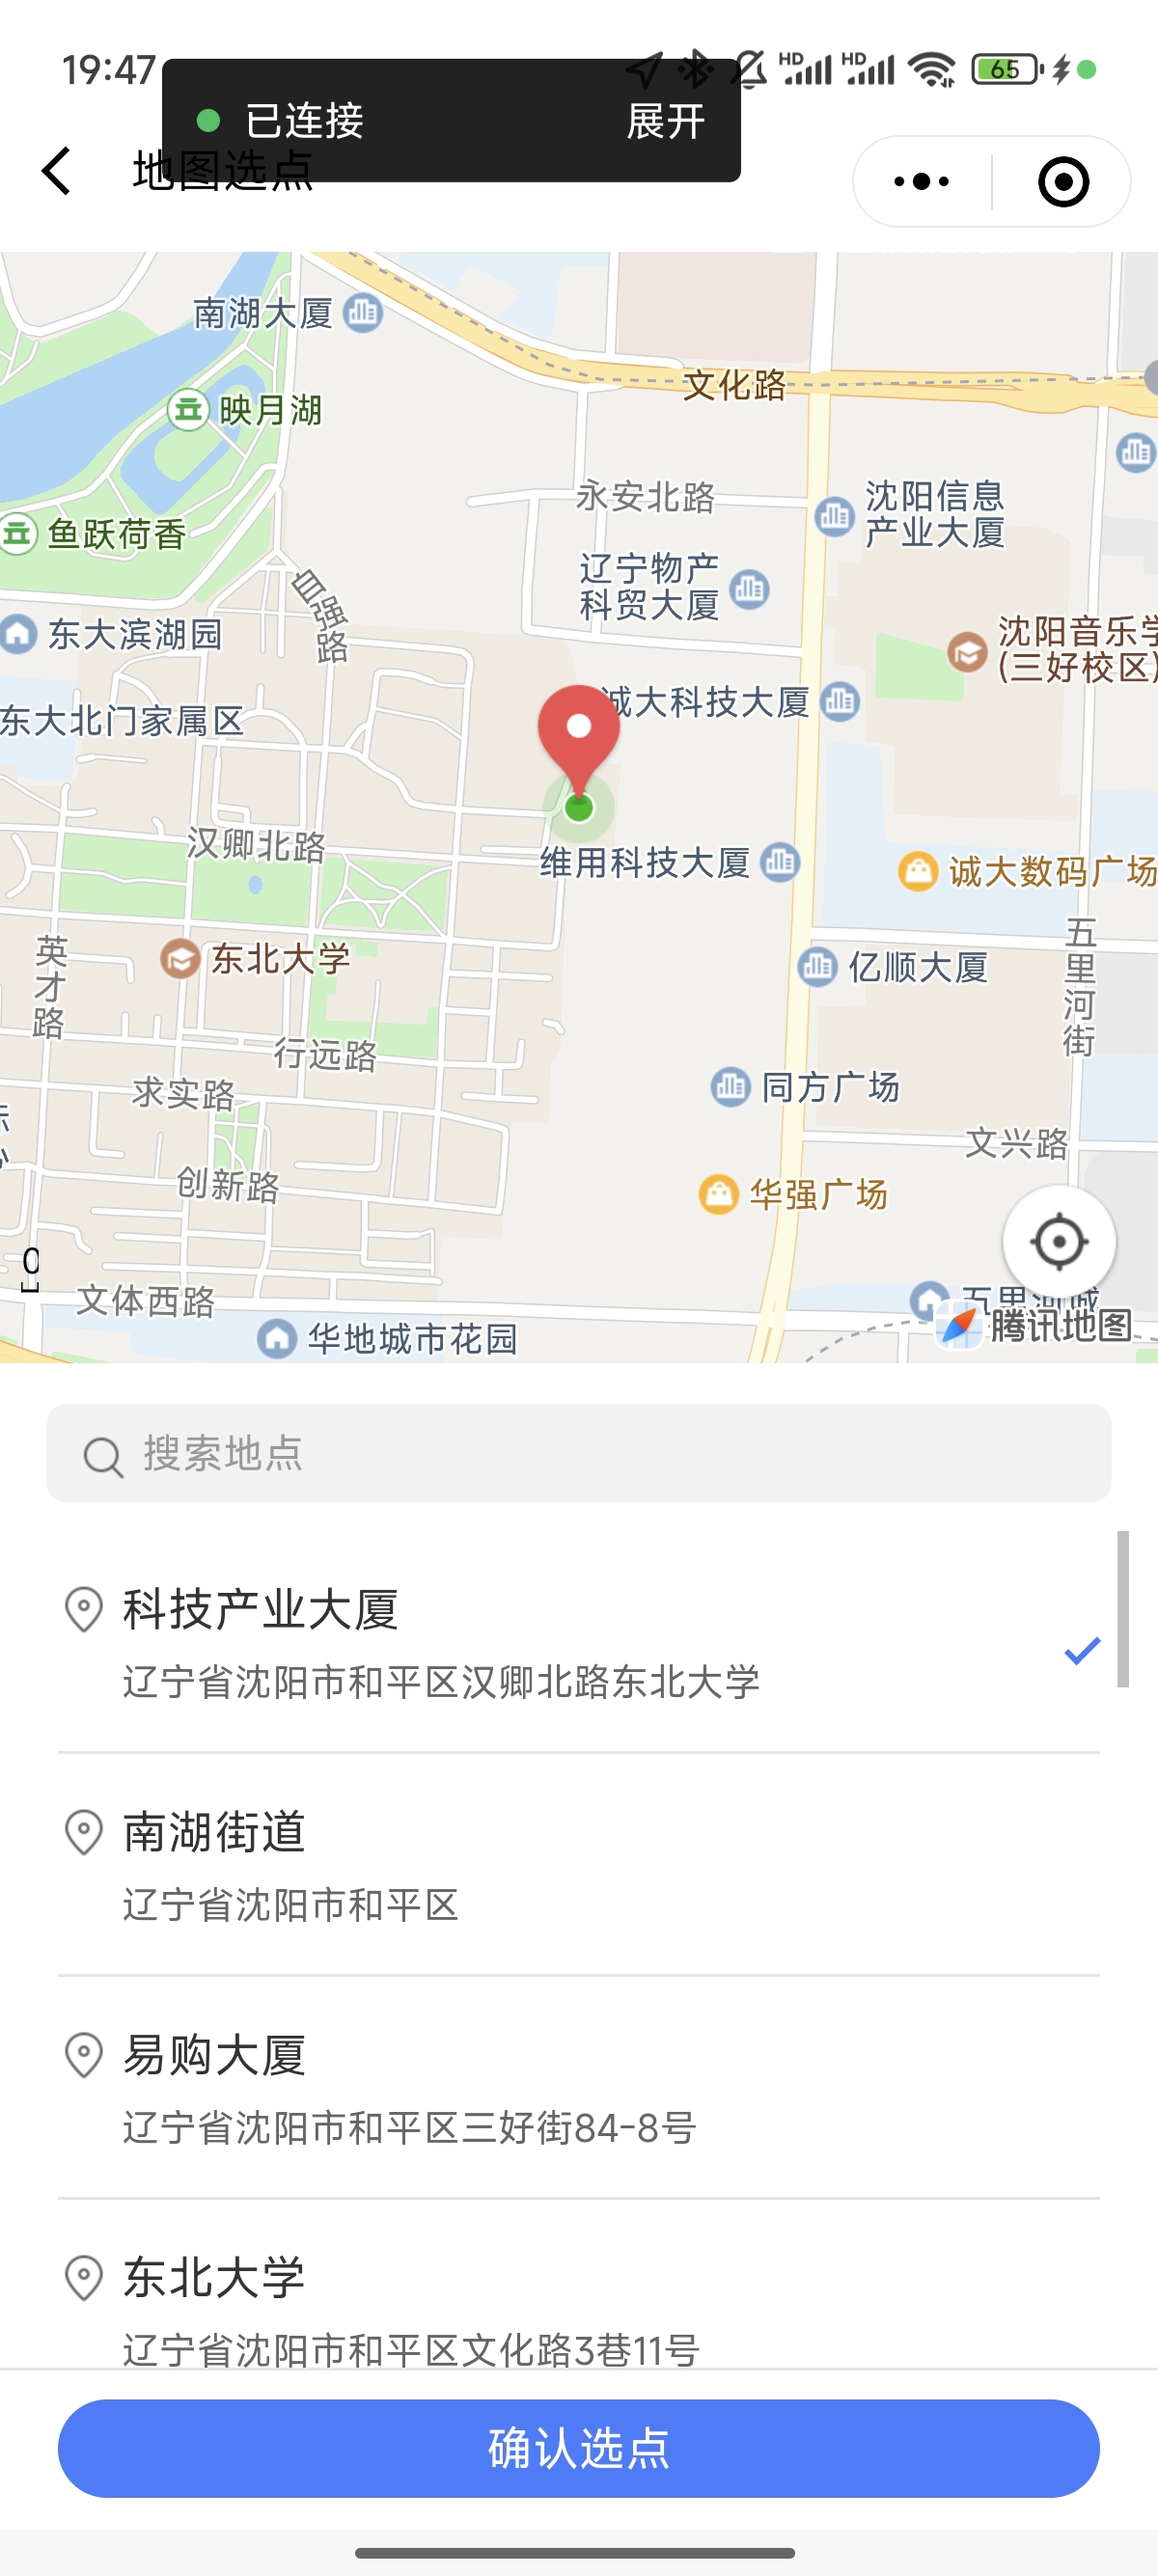 19:47
HD
HD
65
已连接 展开
地图选点
南湖大厦
映月湖
文化路
永安北路
沈阳信息
产业大厦
鱼跃荷香
辽宁物产
科贸大厦
自强路
东大滨湖园
沈阳音乐学
(三好校区)
东大北门家属区
诚大科技大厦
汉卿北路
维用科技大厦
诚大数码广场
英才路
东北大学
五里河街
亿顺大厦
行远路
求实路
同方广场
文兴路
创新路
华强广场
0
文体西路
五里河城
华地城市花园
腾讯地图
搜索地点
科技产业大厦
辽宁省沈阳市和平区汉卿北路东北大学
南湖街道
辽宁省沈阳市和平区
易购大厦
辽宁省沈阳市和平区三好街84-8号
东北大学
辽宁省沈阳市和平区文化路3巷11号
确认选点